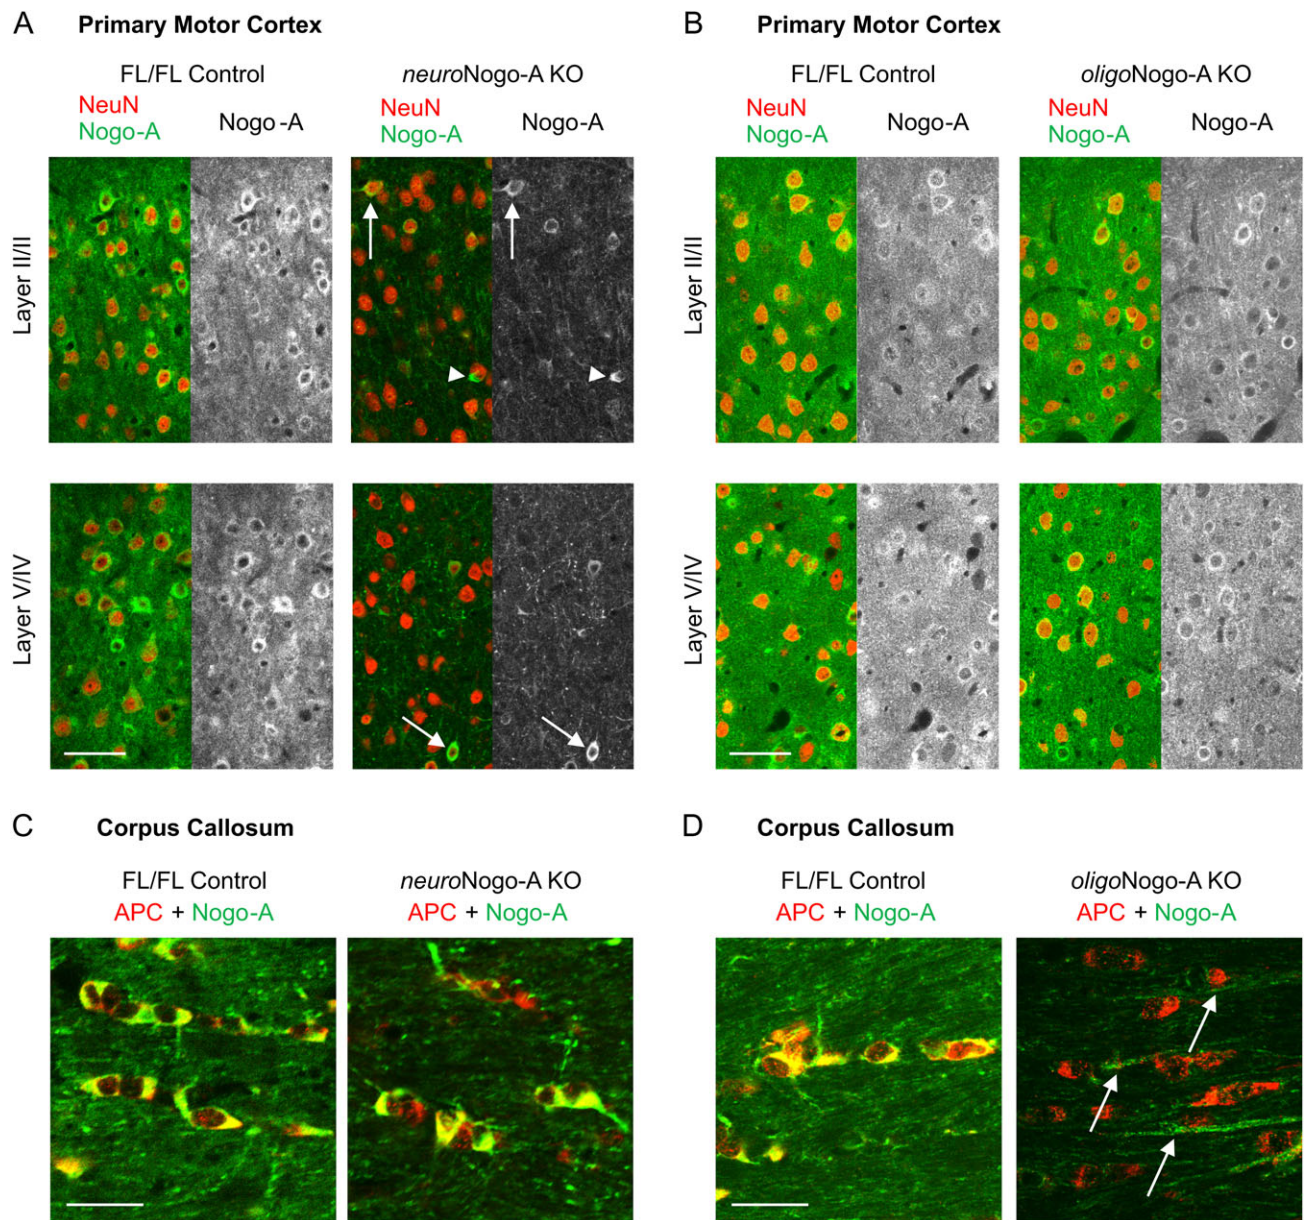 A Primary Motor Cortex
FL/FL Control neuroNogo-A KO
NeuN NeuN
Nogo-A Nogo-A Nogo-A Nogo-A
Layer II/II
Layer V/IV
B Primary Motor Cortex
FL/FL Control oligoNogo-A KO
NeuN NeuN
Nogo-A Nogo-A Nogo-A Nogo-A
Layer II/II
Layer V/IV
C Corpus Callosum
FL/FL Control neuroNogo-A KO
APC + Nogo-A APC + Nogo-A
D Corpus Callosum
FL/FL Control oligoNogo-A KO
APC + Nogo-A APC + Nogo-A